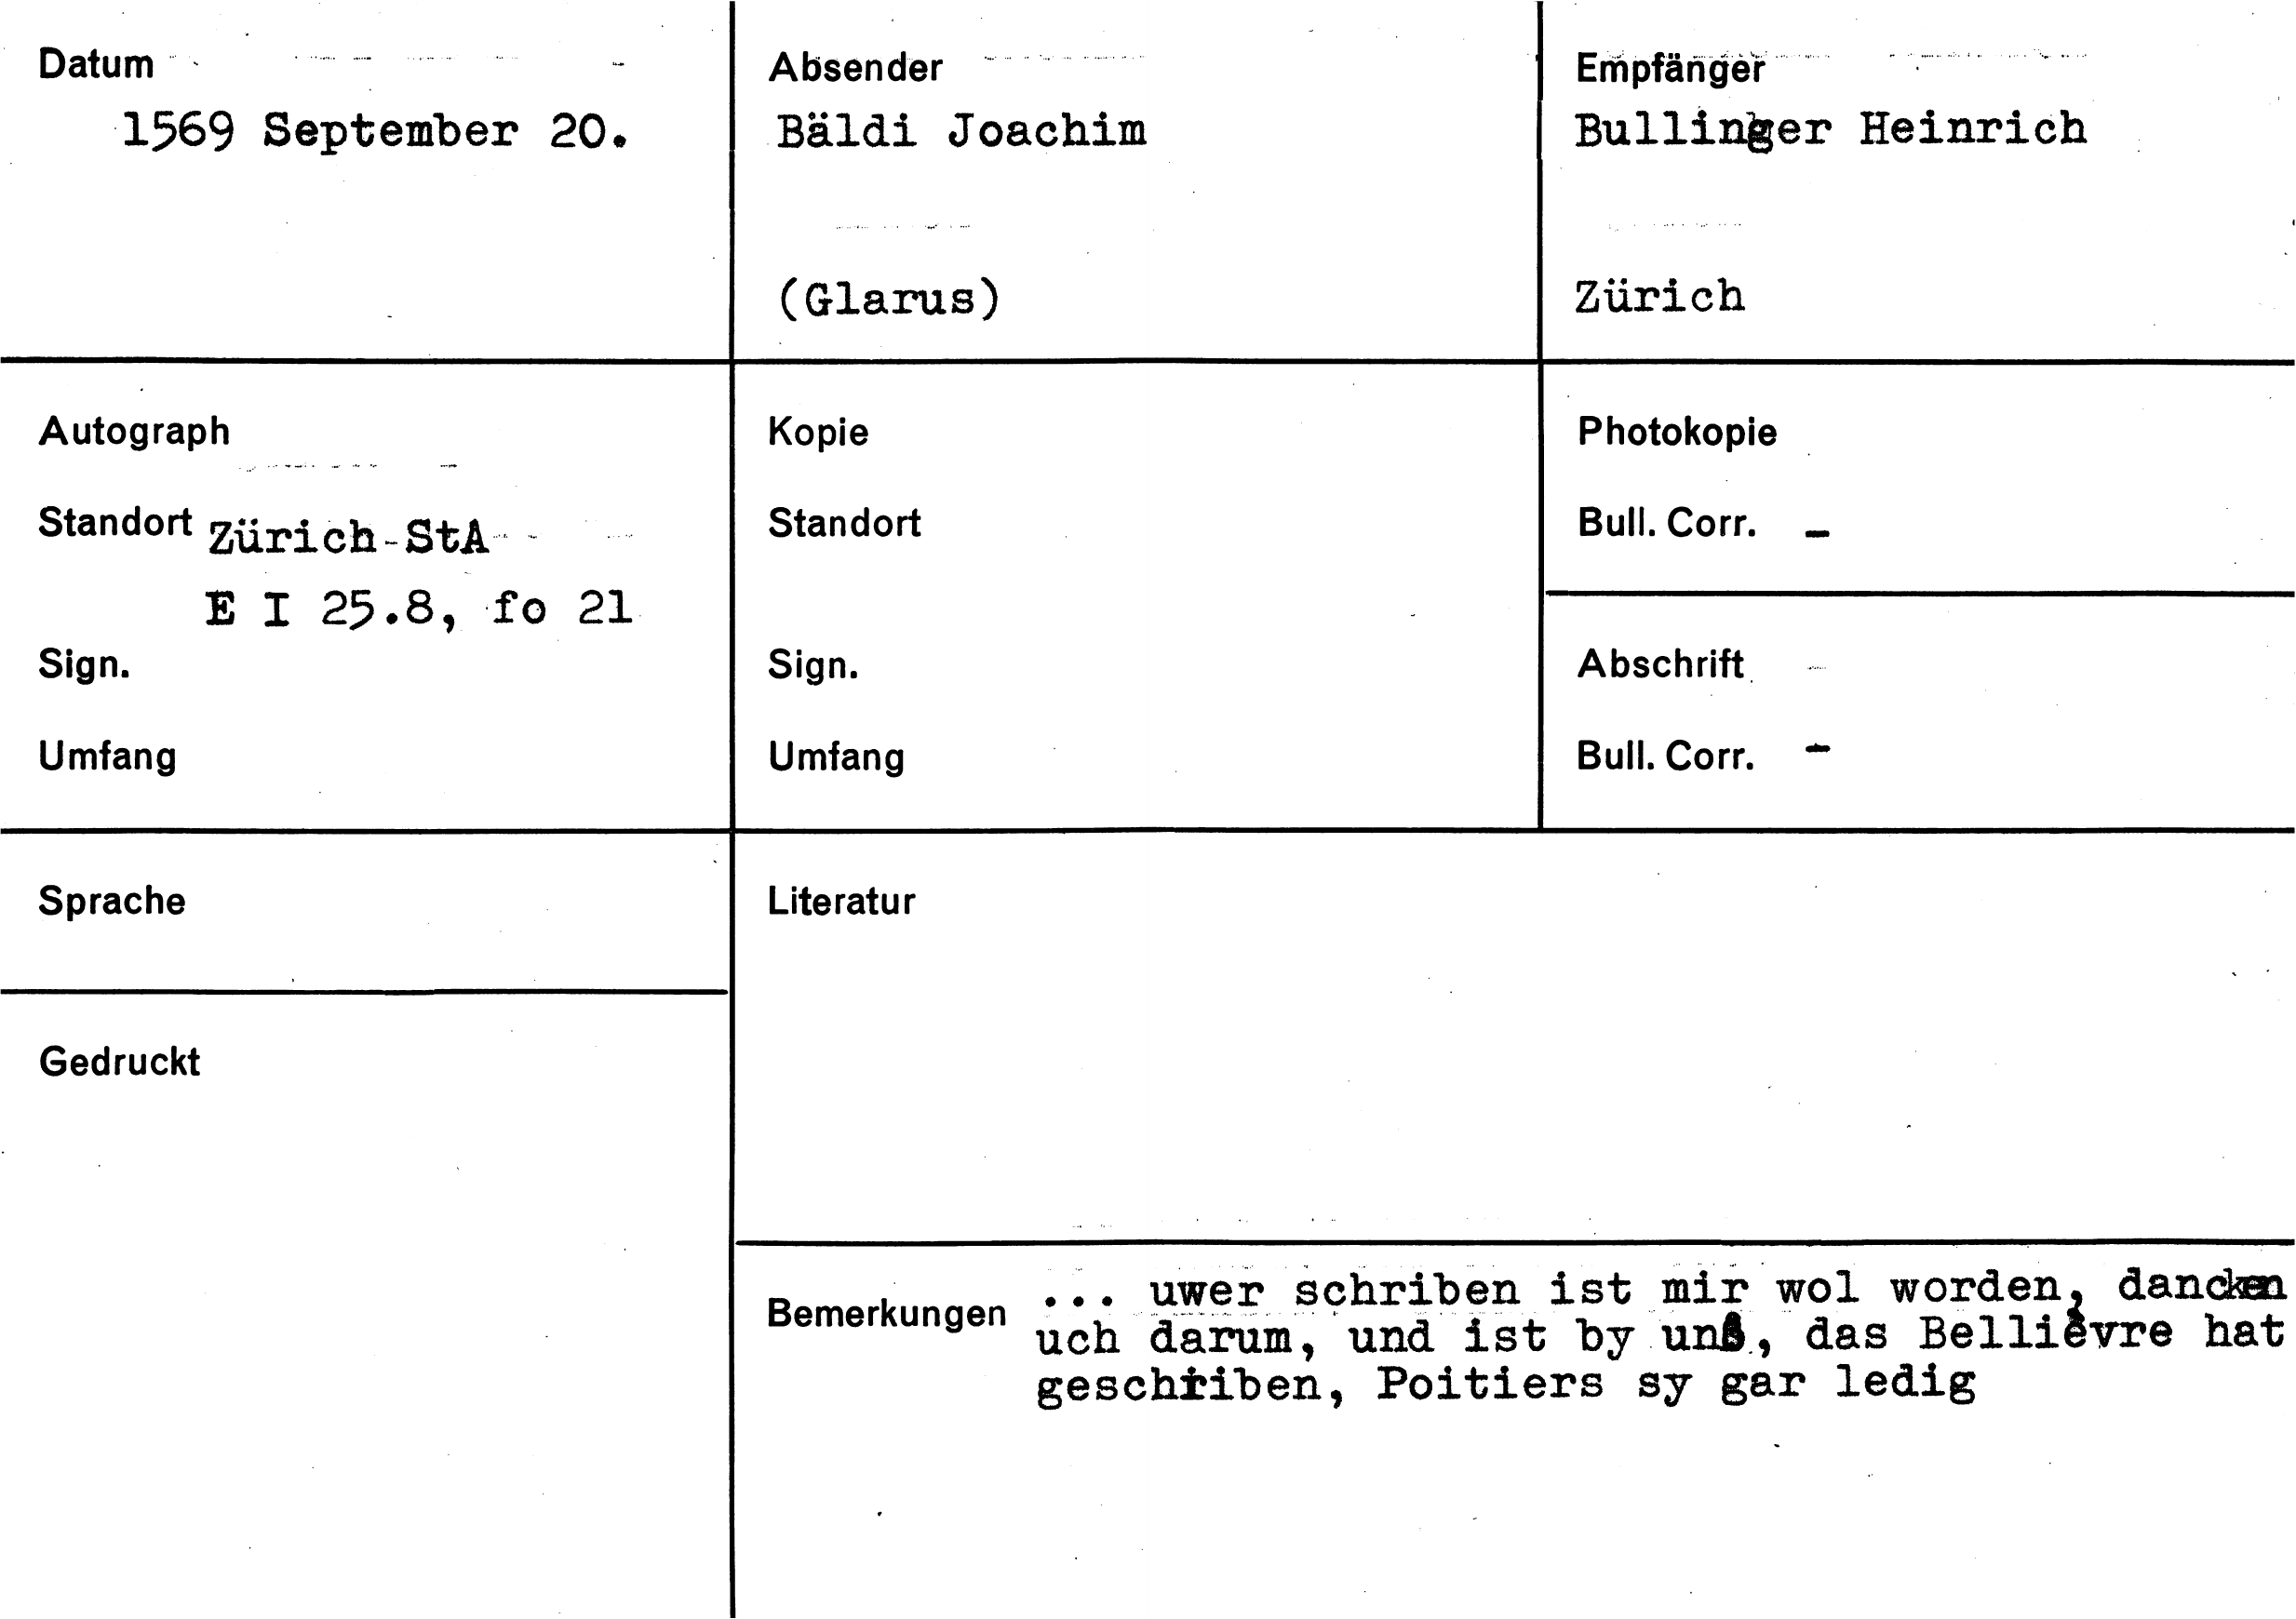 Datum
1569 September 20.
Absender
Bäldi Joachim
(Glarus)
Empfänger
Bullinger Heinrich
Zürich
Autograph
Standort Zürich StA
E I 25.8, fo 21
Sign.
Umfang
Kopie
Standort
Sign.
Umfang
Photokopie
Bull. Corr. -
Abschrift
Bull. Corr. -
Sprache
Gedruckt
Literatur
Bemerkungen ... uwer schriben ist mir wol worden, dancken
uch darum, und ist by uns, das Bellièvre hat
geschriben, Poitiers sy gar ledig